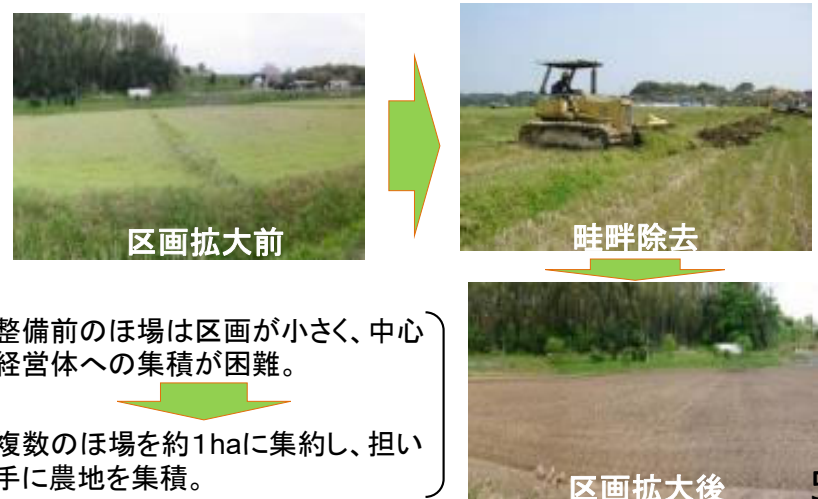 区画拡大前
畦畔除去
整備前のほ場は区画が小さく、中心
経営体への集積が困難。
複数のほ場を約1haに集約し、担い
手に農地を集積。
区画拡大後